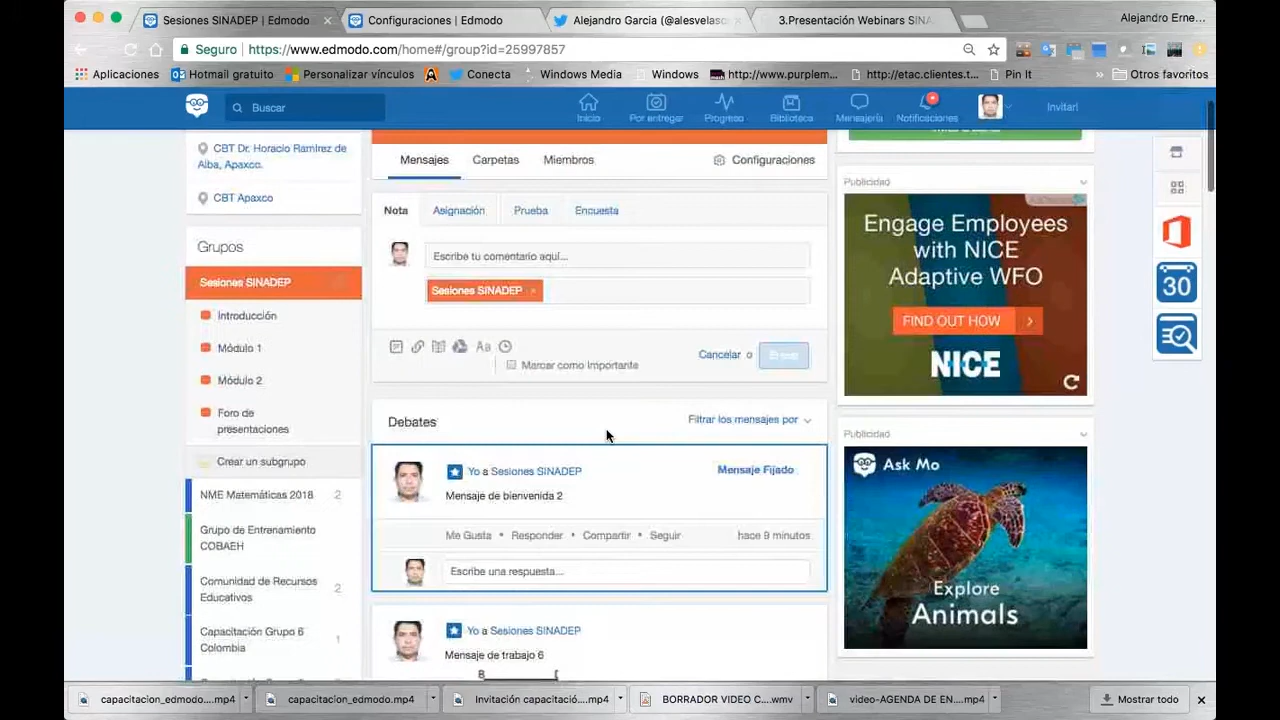 Sesiones SINADEP | Edmodo
Configuraciones | Edmodo
Alejandro Garcia (@alesvelasc
3.Presentación Webinars SINA
Alejandro Erne...
Seguro
https://www.edmodo.com/home#/group?id=25997857
Aplicaciones
Hotmail gratuito
Personalizar vínculos
Conecta
Windows Media
Windows
http://www.purplem...
http://etac.clientes.t...
Pin It
»
Otros favoritos
Buscar
Inicio
Por entregar
Progreso
Biblioteca
Mensajería
Notificaciones
Invitar!
CBT Dr. Horacio Ramírez de
Alba, Apaxco.
CBT Apaxco
Grupos
Sesiones SINADEP
Introducción
Módulo 1
Módulo 2
Foro de
presentaciones
Crear un subgrupo
NME Matemáticas 2018 2
Grupo de Entrenamiento
COBAEH
Comunidad de Recursos 2
Educativos
Capacitación Grupo 6 1
Colombia
Mensajes
Carpetas
Miembros
Configuraciones
Nota
Asignación
Prueba
Encuesta
Escribe tu comentario aquí...
Sesiones SINADEP ×
Aa
Marcar como Importante
Cancelar o
Debates
Filtrar los mensajes por
Yo a Sesiones SINADEP
Mensaje Fijado
Mensaje de bienvenida 2
Me Gusta • Responder • Compartir • Seguir
hace 9 minutos
Escribe una respuesta...
Yo a Sesiones SINADEP
Mensaje de trabajo 6
Publicidad
Engage Employees
with NICE
Adaptive WFO
FIND OUT HOW
NICE
Publicidad
Ask Mo
Explore
Animals
30
capacitacion_edmodo....mp4
capacitacion_edmodo.mp4
Invitación capacitació....mp4
BORRADOR VIDEO C....wmv
video-AGENDA DE EN....mp4
Mostrar todo